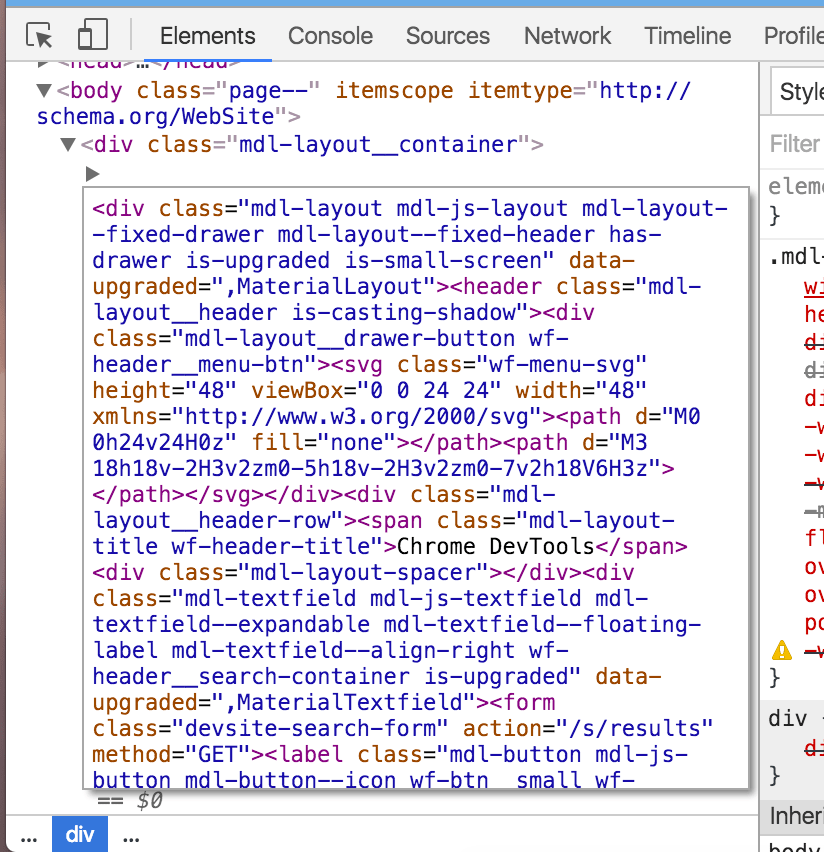 Elements Console Sources Network Timeline Profile
<head>…</head>
<body class="page--" itemscope itemtype="http://
schema.org/WebSite">
<div class="mdl-layout__container">
<div class="mdl-layout mdl-js-layout mdl-layout-
-fixed-drawer mdl-layout--fixed-header has-
drawer is-upgraded is-small-screen" data-
upgraded=",MaterialLayout"><header class="mdl-
layout__header is-casting-shadow"><div
class="mdl-layout__drawer-button wf-
header__menu-btn"><svg class="wf-menu-svg"
height="48" viewBox="0 0 24 24" width="48"
xmlns="http://www.w3.org/2000/svg"><path d="M0
0h24v24H0z" fill="none"></path><path d="M3
18h18v-2H3v2zm0-5h18v-2H3v2zm0-7v2h18V6H3z">
</path></svg></div><div class="mdl-
layout__header-row"><span class="mdl-layout-
title wf-header-title">Chrome DevTools</span>
<div class="mdl-layout-spacer"></div><div
class="mdl-textfield mdl-js-textfield mdl-
textfield--expandable mdl-textfield--floating-
label mdl-textfield--align-right wf-
header__search-container is-upgraded" data-
upgraded=",MaterialTextfield"><form
class="devsite-search-form" action="/s/results"
method="GET"><label class="mdl-button mdl-js-
button mdl-button--icon wf-btn__small wf-
== $0
... div ...
Style
Filter
eleme
}
.mdl-
wi
he
di
di
di
-w
-w
-w
-m
fl
ov
ov
po
-w
}
div
di
}
Inheri
body